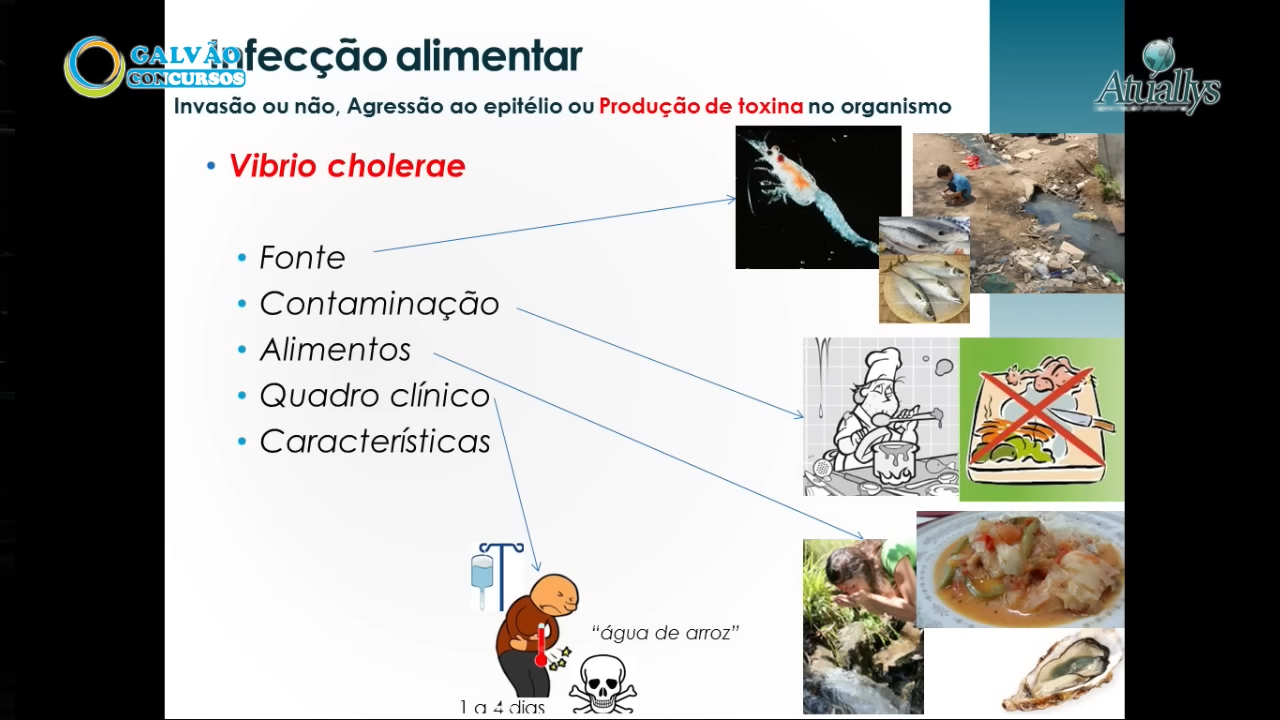 Infecção alimentar
GALVÃO
CONCURSOS
Atuallys
Invasão ou não, Agressão ao epitélio ou Produção de toxina no organismo
• Vibrio cholerae
• Fonte
• Contaminação
• Alimentos
• Quadro clínico
• Características
“água de arroz”
1 a 4 dias